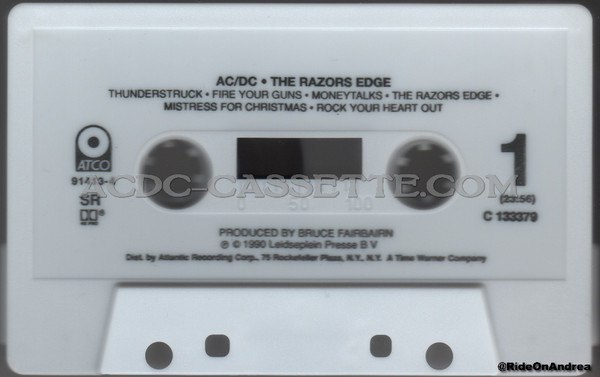 AC/DC • THE RAZORS EDGE
THUNDERSTRUCK • FIRE YOUR GUNS • MONEYTALKS • THE RAZORS EDGE •
MISTRESS FOR CHRISTMAS • ROCK YOUR HEART OUT
ATCO
1
91413-4
ACDC-CASSETTE.COM
SR
(23:56)
C 133379
0 50 100
PRODUCED BY BRUCE FAIRBAIRN
℗ © 1990 Leidseplein Presse B V
Dist. by Atlantic Recording Corp., 75 Rockefeller Plaza, N.Y., N.Y. A Time Warner Company
@RideOnAndrea